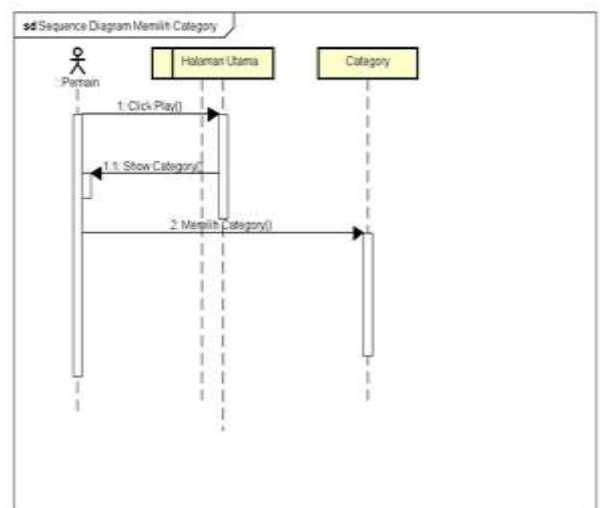 sd Sequence Diagram Memilih Category
: Pemain
Halaman Utama
Category
1: Click Play()
1.1: Show Category()
2: Memilih Category()